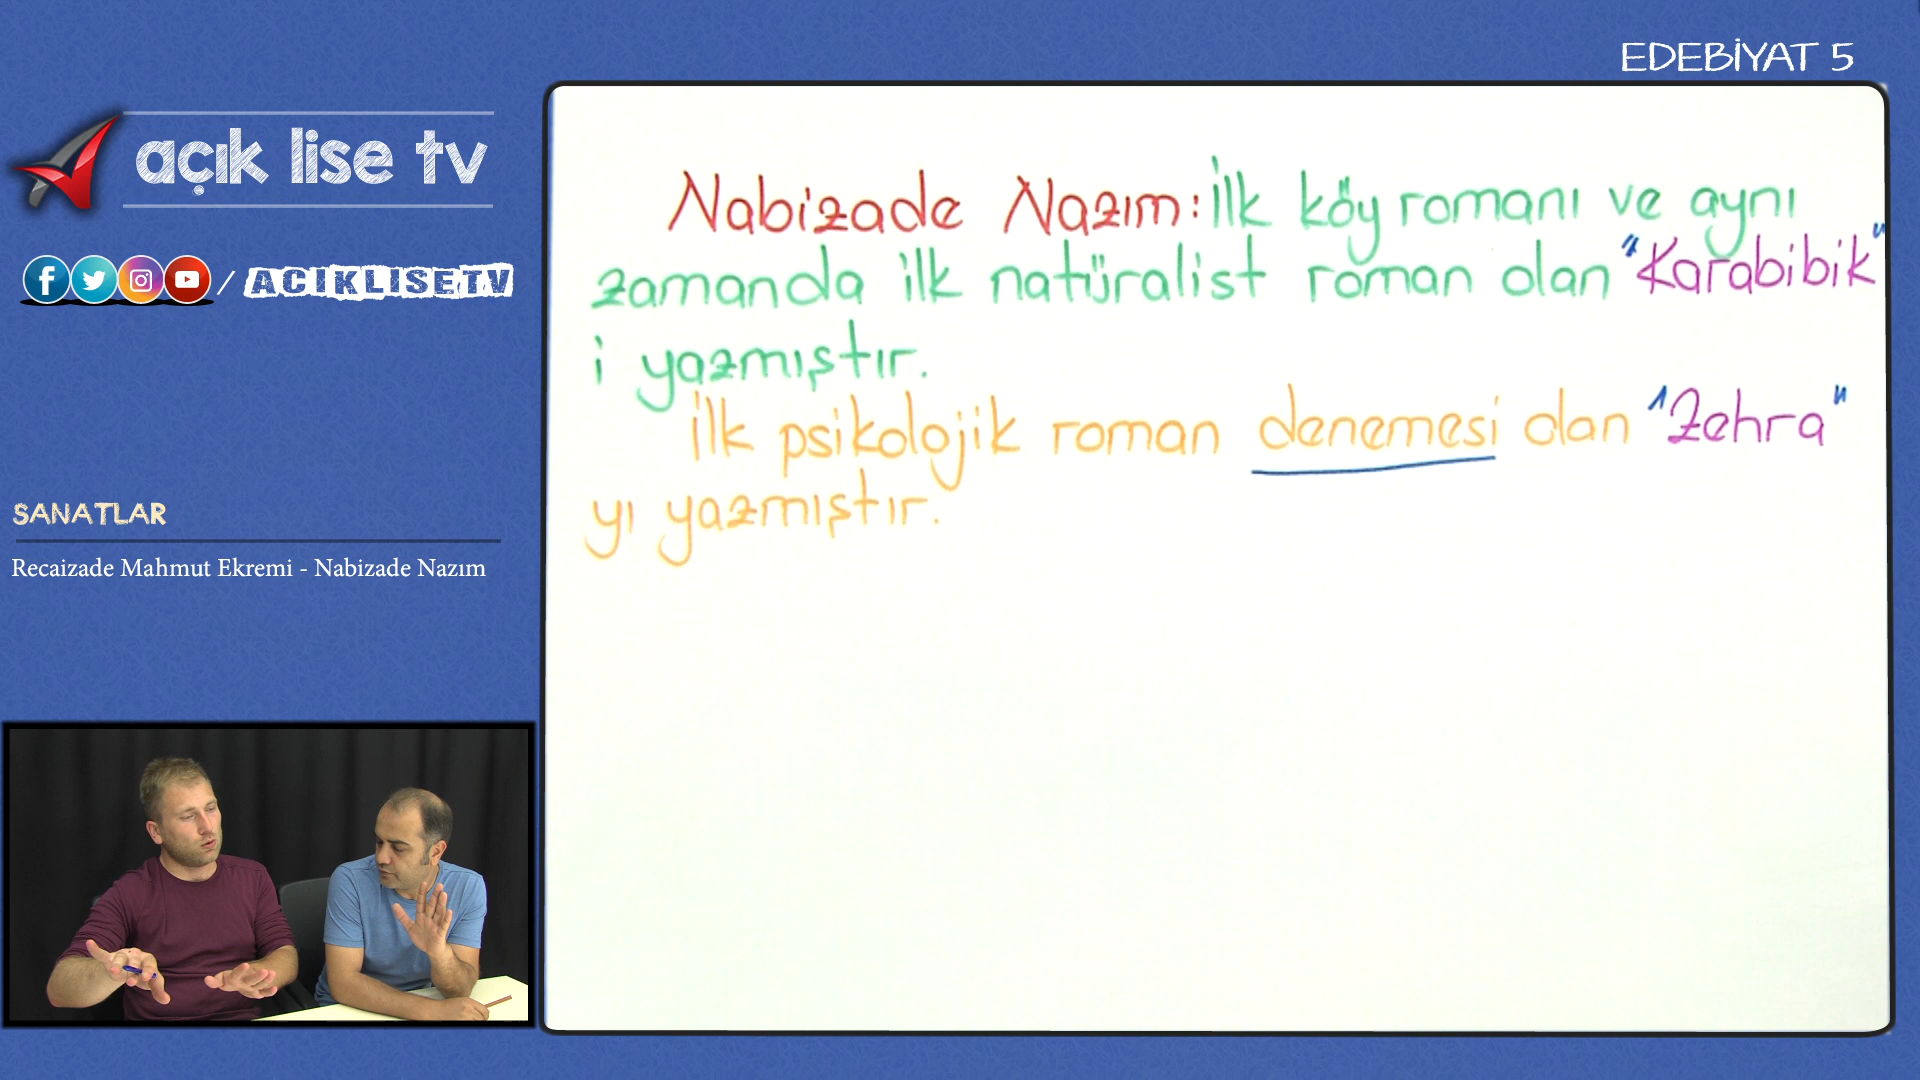 EDEBİYAT 5
açık lise tv
/ ACIKLISETV
Nabizade Nazım: İlk köy romanı ve aynı
zamanda ilk natüralist roman olan "Karabibik"
i yazmıştır.
İlk psikolojik roman denemesi olan "Zehra"
yı yazmıştır.
SANATLAR
Recaizade Mahmut Ekremi - Nabizade Nazım